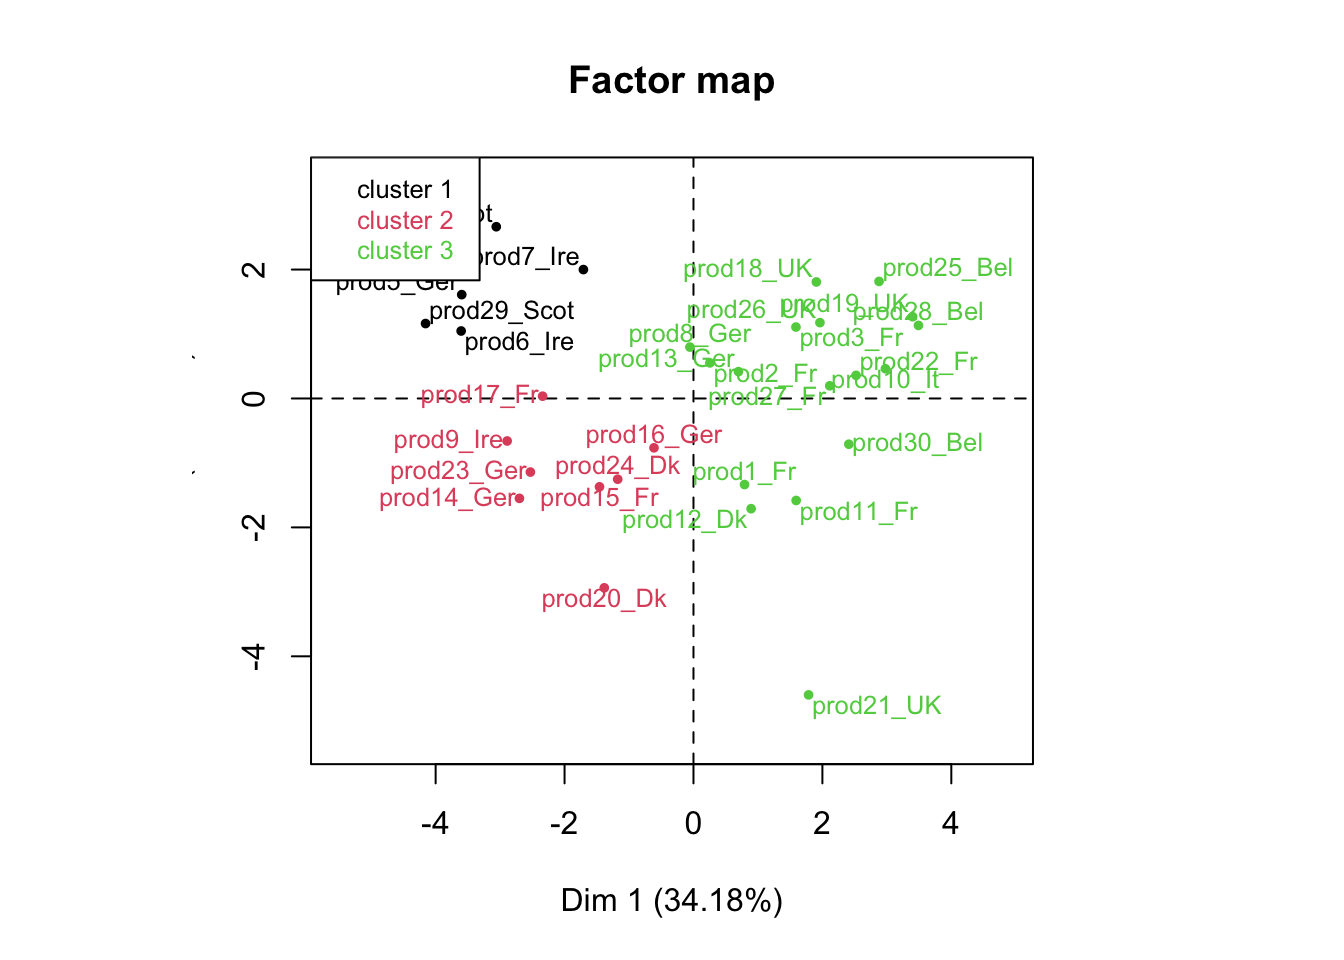 Factor map
cluster 1
cluster 2
cluster 3
prod7_Ire
prod29_Scot
prod6_Ire
prod18_UK
prod25_Bel
prod19_UK
prod26_UK
prod28_Bel
prod8_Ger
prod3_Fr
prod13_Ger
prod22_Fr
prod2_Fr
prod10_It
prod27_Fr
prod17_Fr
prod9_Ire
prod16_Ger
prod30_Bel
prod23_Ger
prod24_Dk
prod1_Fr
prod14_Ger
prod15_Fr
prod11_Fr
prod12_Dk
prod20_Dk
prod21_UK
2
0
-2
-4
-4 -2 0 2 4
Dim 1 (34.18%)